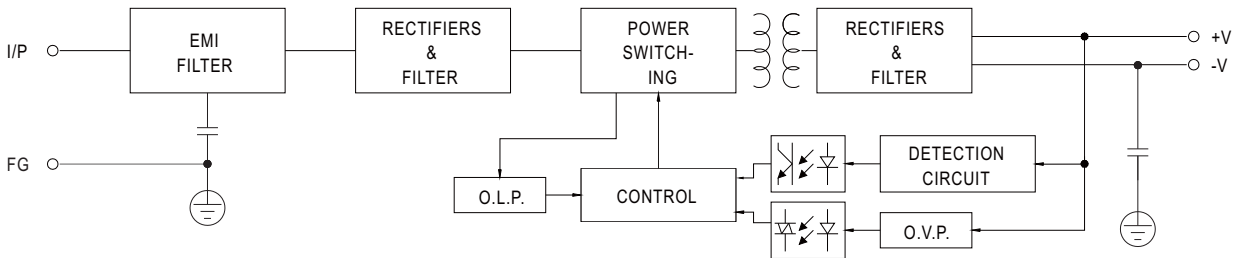 I/P
EMI
FILTER
RECTIFIERS
&
FILTER
POWER
SWITCH-
ING
RECTIFIERS
&
FILTER
+V
-V
FG
O.L.P.
CONTROL
DETECTION
CIRCUIT
O.V.P.